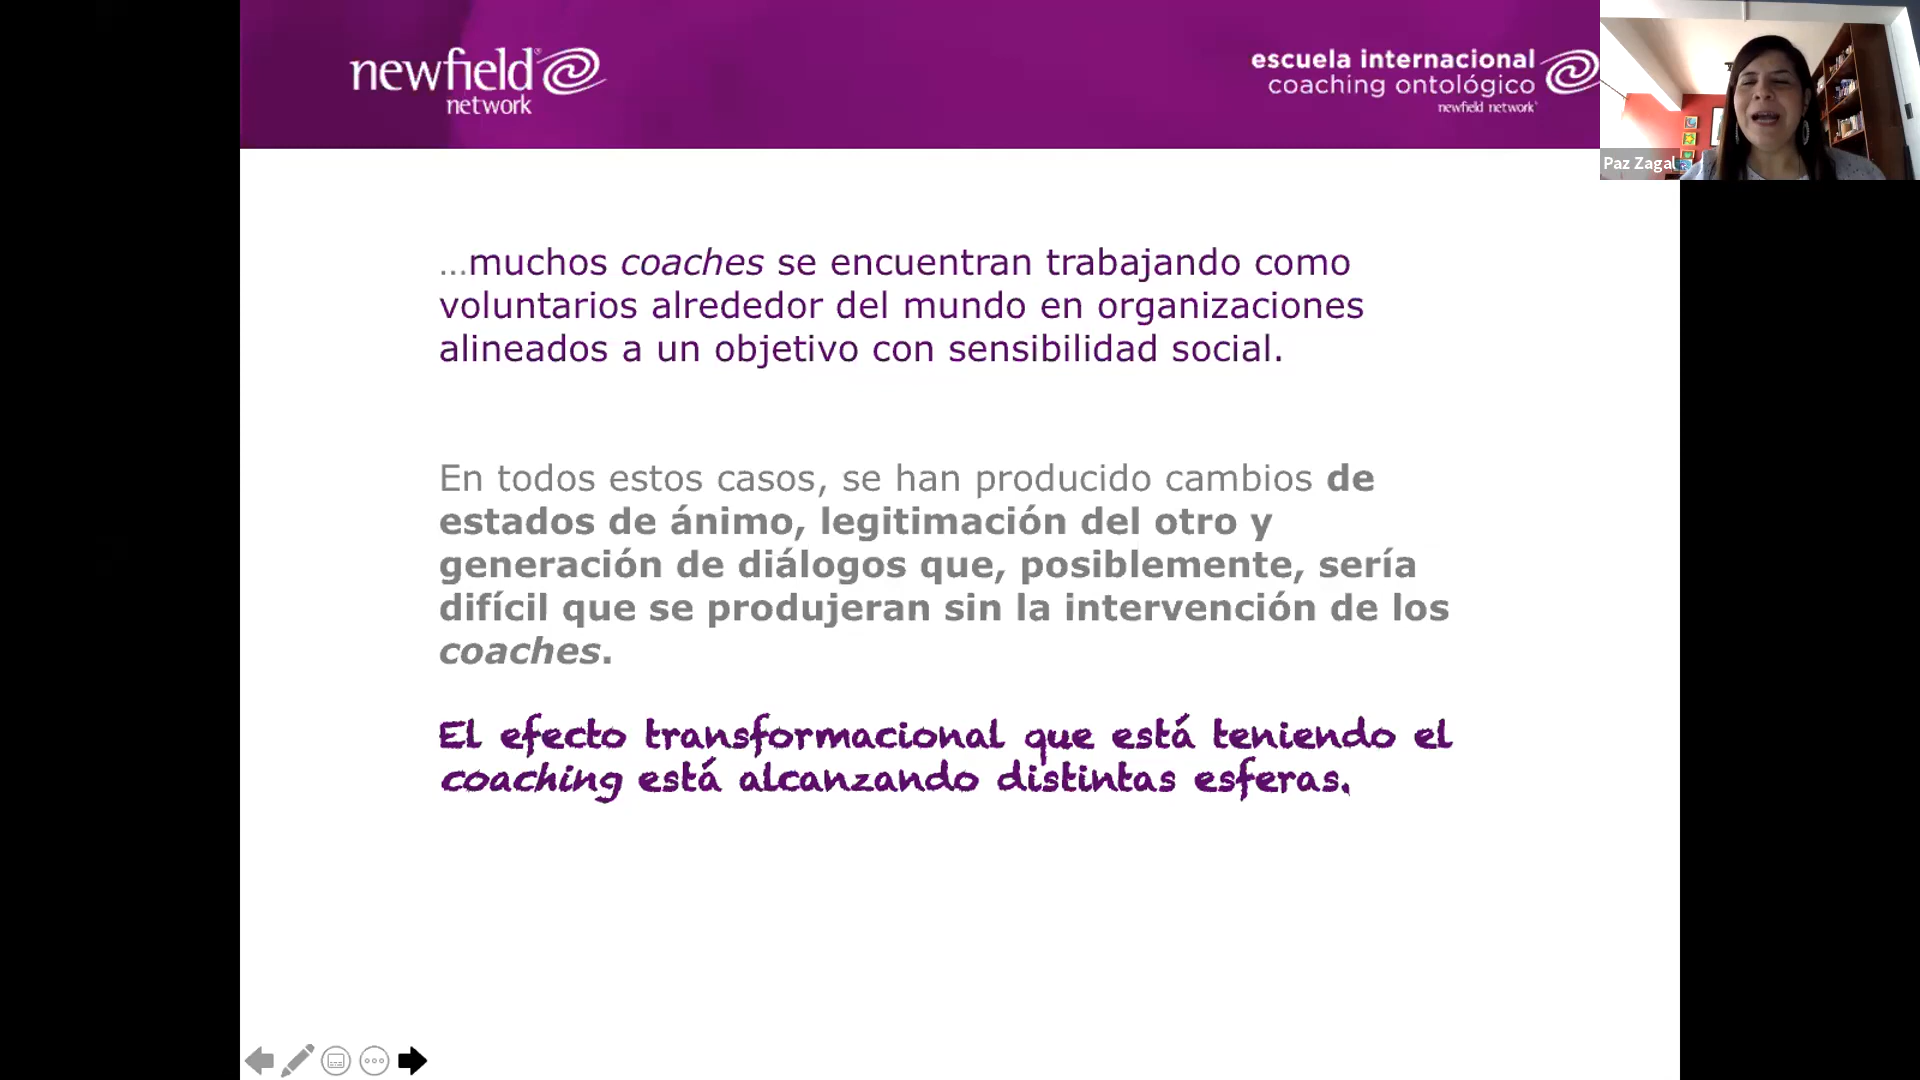 newfield
network
escuela internacional
coaching ontológico
newfield network
Paz Zagal
...muchos coaches se encuentran trabajando como
voluntarios alrededor del mundo en organizaciones
alineados a un objetivo con sensibilidad social.
En todos estos casos, se han producido cambios de
estados de ánimo, legitimación del otro y
generación de diálogos que, posiblemente, sería
difícil que se produjeran sin la intervención de los
coaches.
El efecto transformacional que está teniendo el
coaching está alcanzando distintas esferas.